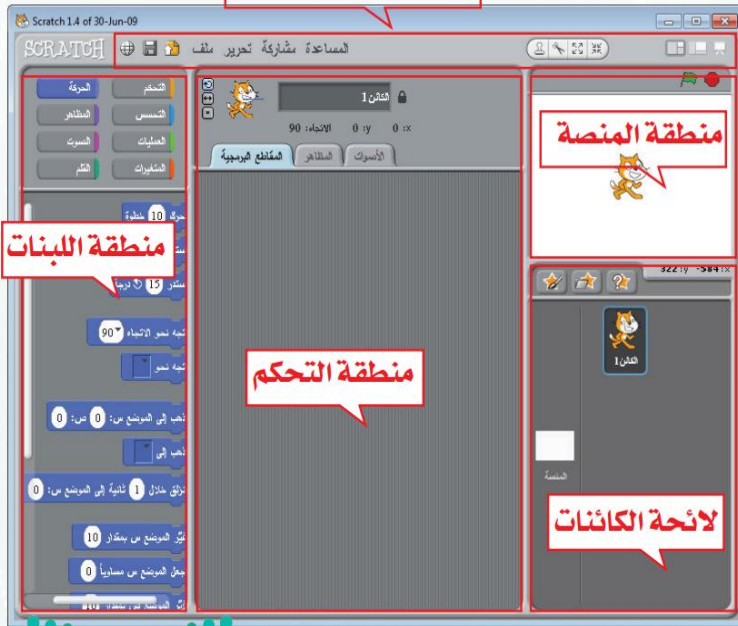 Scratch 1.4 of 30-Jun-09
SCRATCH
ملف تحرير مشاركة المساعدة
الحركة
التحكم
المظاهر
التحسس
الصوت
العمليات
القلم
المتغيرات
الكائن1
x: 0 y: 0 الاتجاه: 90
المقاطع البرمجية
المظاهر
الأصوات
منطقة المنصة
x:-584 y: 322
منطقة اللبنات
تحرك 10 خطوة
استدر 15 درجة
اتجه نحو الاتجاه 90
اتجه نحو
اذهب إلى الموضع س: 0 ص: 0
اذهب إلى
انزلق خلال 1 ثانية إلى الموضع س: 0
غيّر الموضع س بمقدار 10
اجعل الموضع س مساوياً 0
منطقة التحكم
الكائن1
المنصة
لائحة الكائنات